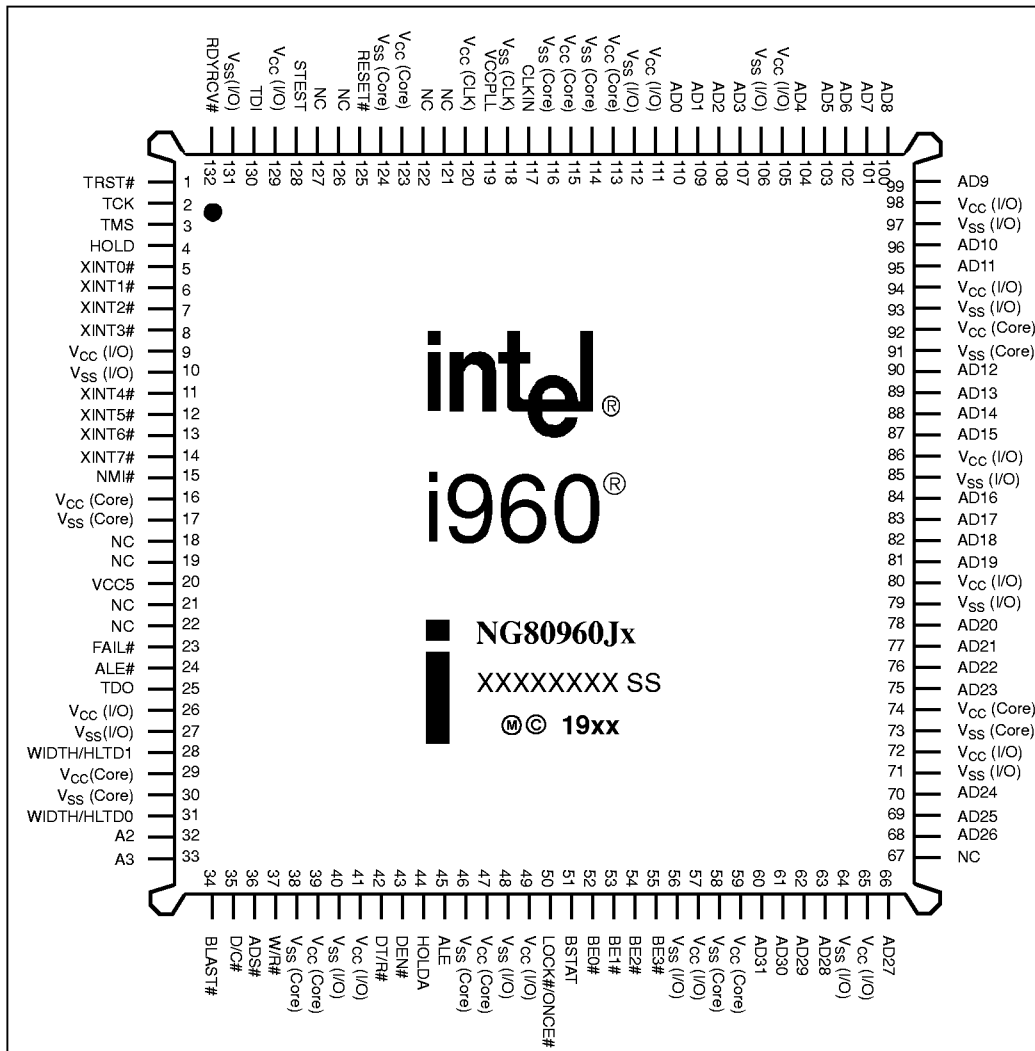 RDYRCV# 132
VSS(I/O) 131
TDI 130
VCC (I/O) 129
STEST 128
NC 127
NC 126
RESET# 125
VSS (Core) 124
VCC (Core) 123
NC 122
NC 121
VCC (CLK) 120
VCCPLL 119
VSS (CLK) 118
CLKIN 117
VSS (Core) 116
VCC (Core) 115
VSS (Core) 114
VCC (Core) 113
VSS (I/O) 112
VCC (I/O) 111
AD0 110
AD1 109
AD2 108
AD3 107
VSS (I/O) 106
VCC (I/O) 105
AD4 104
AD5 103
AD6 102
AD7 101
AD8 100
TRST# 1
TCK 2
TMS 3
HOLD 4
XINT0# 5
XINT1# 6
XINT2# 7
XINT3# 8
VCC (I/O) 9
VSS (I/O) 10
XINT4# 11
XINT5# 12
XINT6# 13
XINT7# 14
NMI# 15
VCC (Core) 16
VSS (Core) 17
NC 18
NC 19
VCC5 20
NC 21
NC 22
FAIL# 23
ALE# 24
TDO 25
VCC (I/O) 26
VSS(I/O) 27
WIDTH/HLTD1 28
VCC(Core) 29
VSS (Core) 30
WIDTH/HLTD0 31
A2 32
A3 33
intel®
i960®
NG80960Jx
XXXXXXXX SS
Ⓜ © 19xx
99 AD9
98 VCC (I/O)
97 VSS (I/O)
96 AD10
95 AD11
94 VCC (I/O)
93 VSS (I/O)
92 VCC (Core)
91 VSS (Core)
90 AD12
89 AD13
88 AD14
87 AD15
86 VCC (I/O)
85 VSS (I/O)
84 AD16
83 AD17
82 AD18
81 AD19
80 VCC (I/O)
79 VSS (I/O)
78 AD20
77 AD21
76 AD22
75 AD23
74 VCC (Core)
73 VSS (Core)
72 VCC (I/O)
71 VSS (I/O)
70 AD24
69 AD25
68 AD26
67 NC
34 BLAST#
35 D/C#
36 ADS#
37 W/R#
38 VSS (Core)
39 VCC (Core)
40 VSS (I/O)
41 VCC (I/O)
42 DT/R#
43 DEN#
44 HOLDA
45 ALE
46 VSS (Core)
47 VCC (Core)
48 VSS (I/O)
49 VCC (I/O)
50 LOCK#/ONCE#
51 BSTAT
52 BE0#
53 BE1#
54 BE2#
55 BE3#
56 VSS (I/O)
57 VCC (I/O)
58 VSS (Core)
59 VCC (Core)
60 AD31
61 AD30
62 AD29
63 AD28
64 VSS (I/O)
65 VCC (I/O)
66 AD27